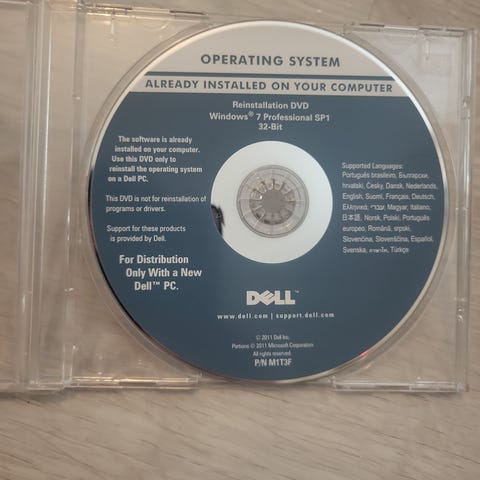 OPERATING SYSTEM
ALREADY INSTALLED ON YOUR COMPUTER
Reinstallation DVD
Windows® 7 Professional SP1
32-Bit
The software is already
installed on your computer.
Use this DVD only to
reinstall the operating system
on a Dell PC.
This DVD is not for reinstallation of
programs or drivers.
Support for these products
is provided by Dell.
For Distribution
Only With a New
Dell™ PC.
Supported Languages:
Português brasileiro, Български,
hrvatski, Česky, Dansk, Nederlands,
English, Suomi, Français, Deutsch,
Ελληνικά, עברית, Magyar, Italiano,
日本語, Norsk, Polski, Português
europeo, Română, srpski,
Slovenčina, Slovenščina, Español,
Svenska, ภาษาไทย, Türkçe
DELL™
www.dell.com | support.dell.com
© 2011 Dell Inc.
Portions © 2011 Microsoft Corporation.
All rights reserved.
P/N M1T3F